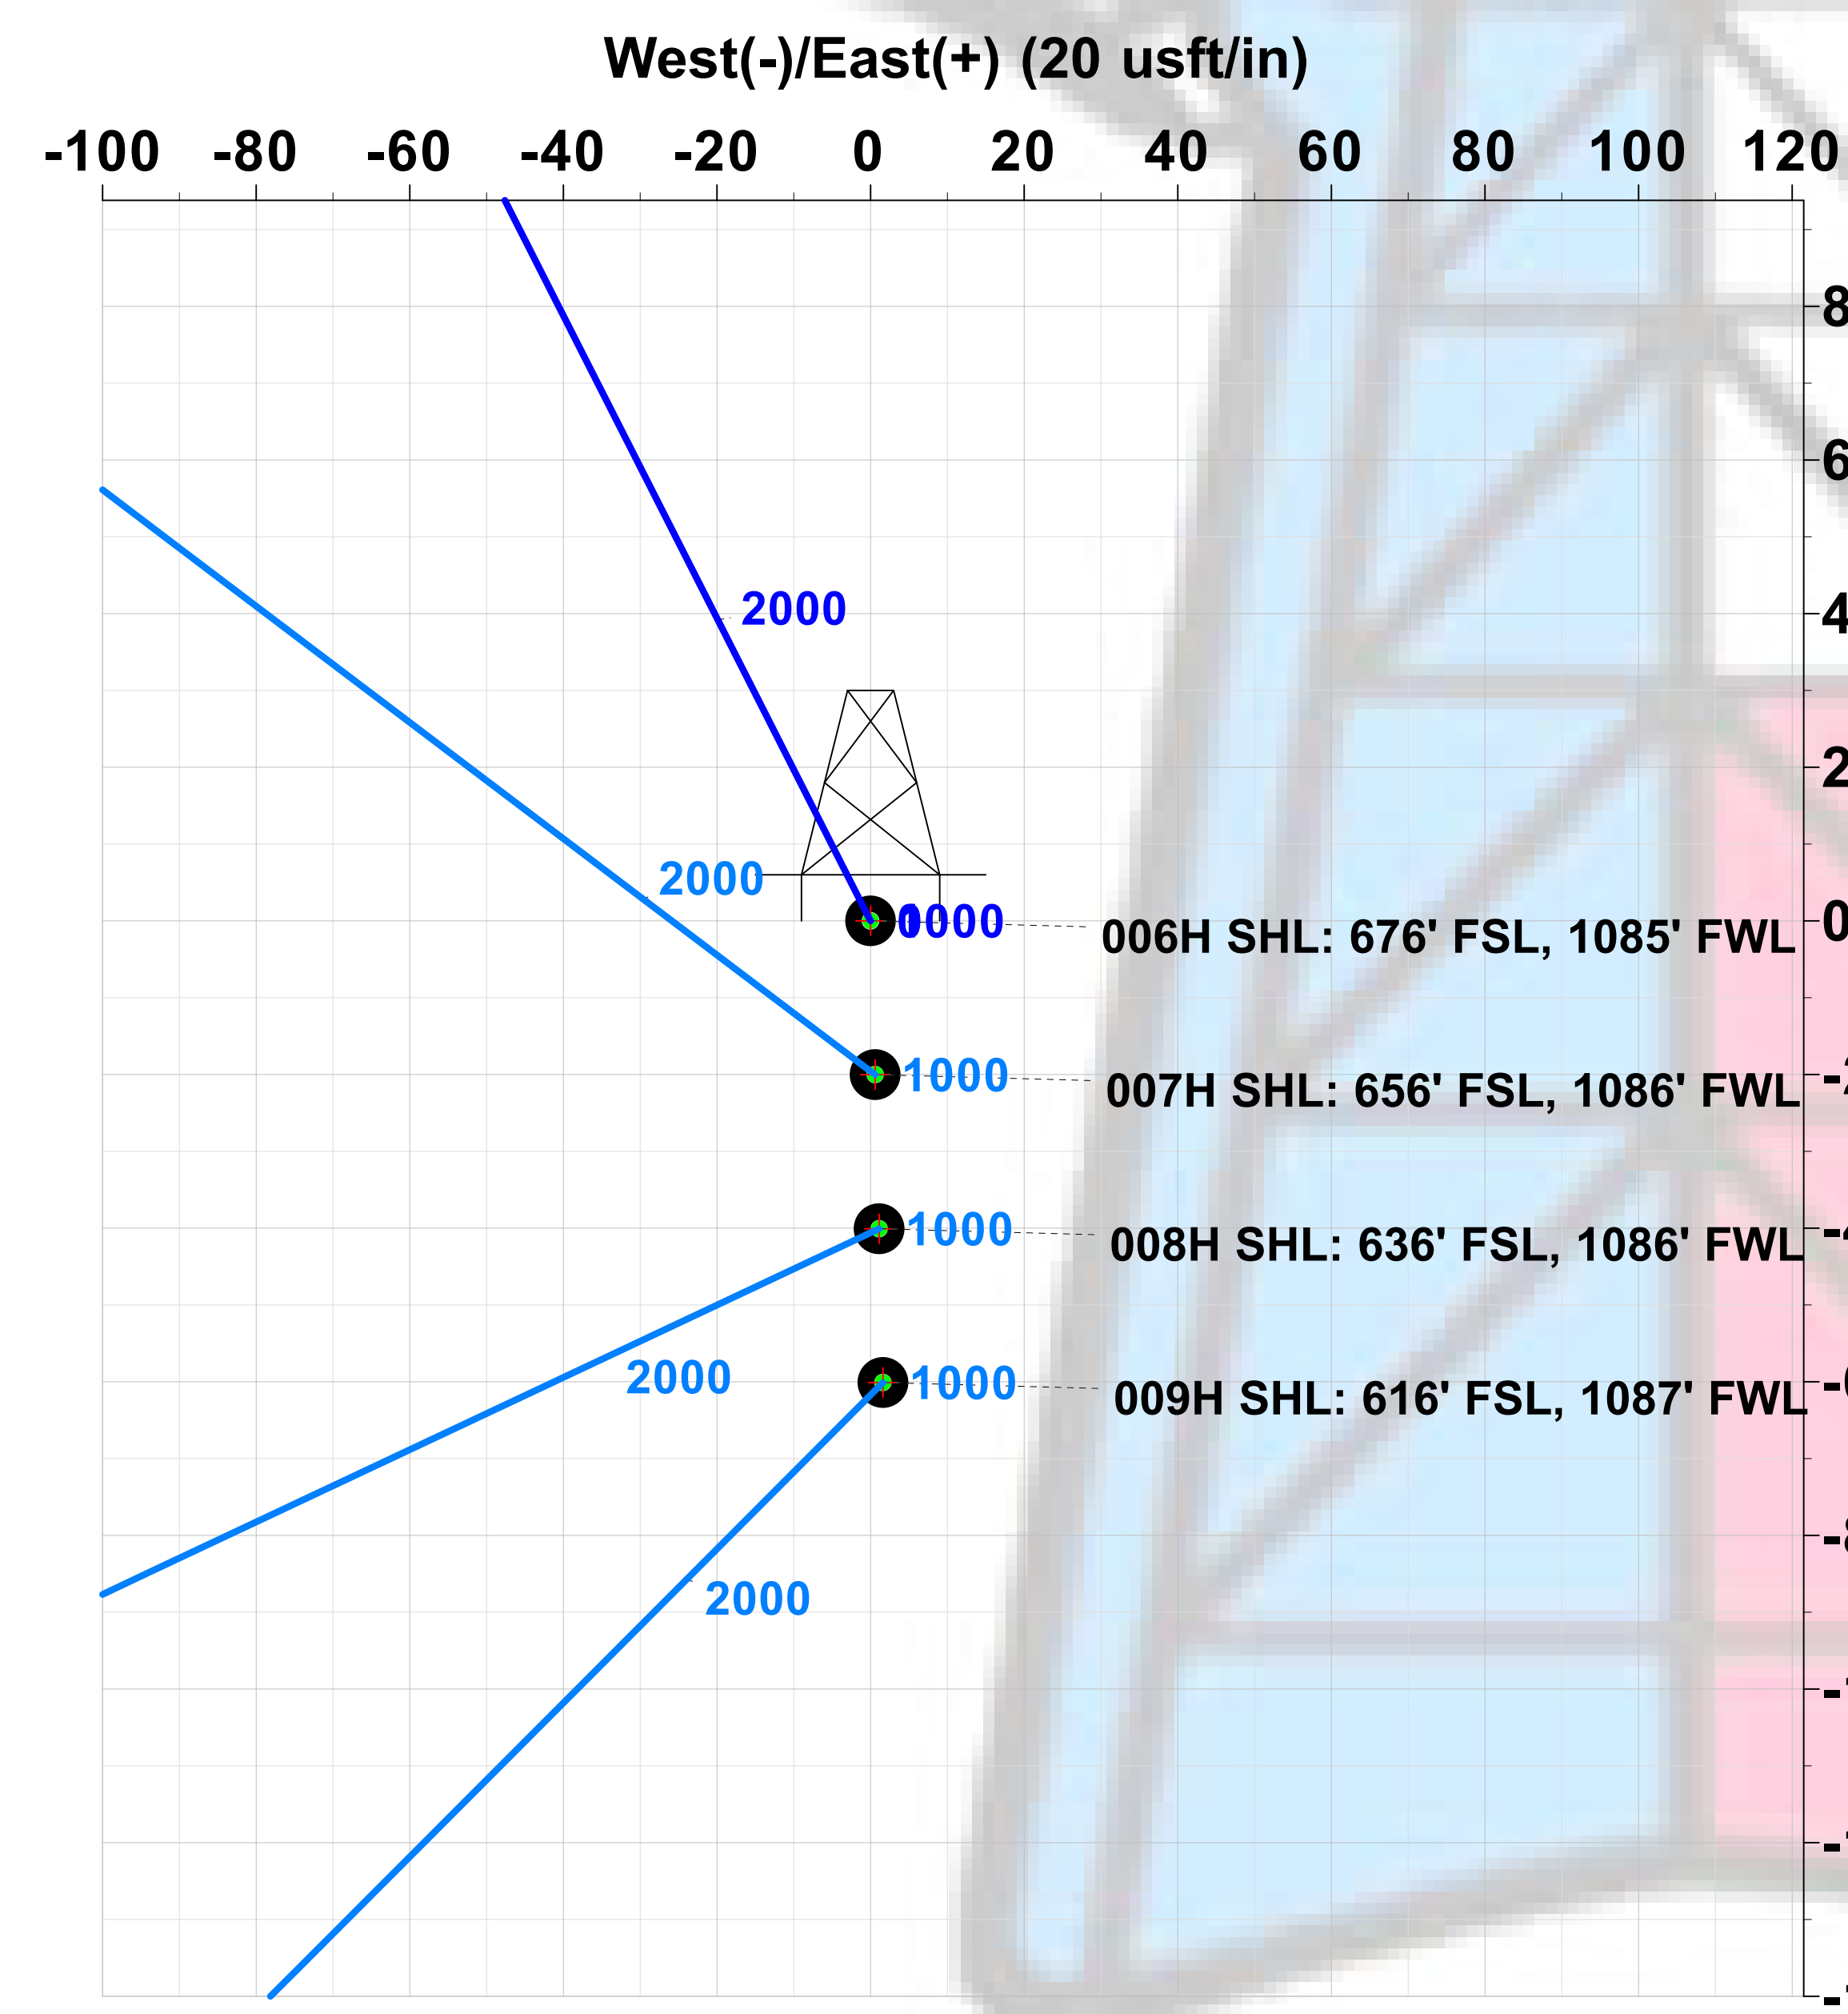 West(-)/East(+) (20 usft/in)
-100 -80 -60 -40 -20 0 20 40 60 80 100 120
2000
2000
1000
006H SHL: 676' FSL, 1085' FWL
0
1000
007H SHL: 656' FSL, 1086' FWL
1000
008H SHL: 636' FSL, 1086' FWL
2000
1000
009H SHL: 616' FSL, 1087' FWL
2000